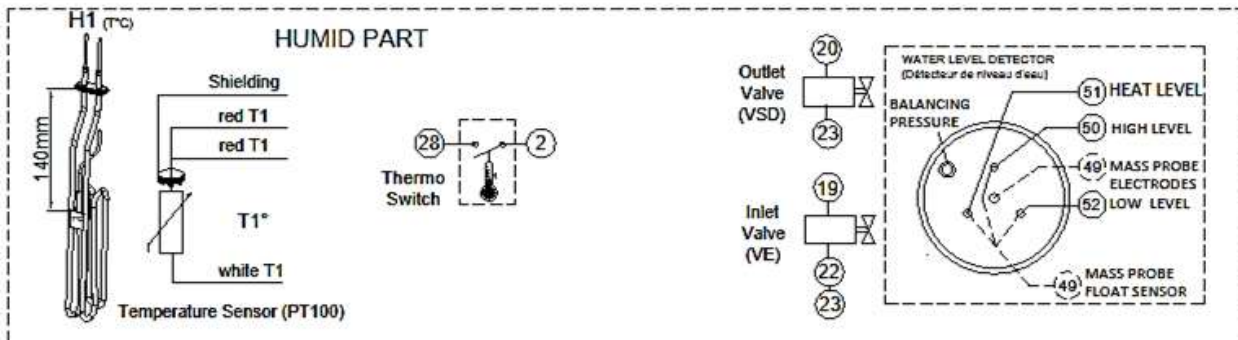 H1 (T°C)
HUMID PART
140mm
Shielding
red T1
red T1
T1°
white T1
Temperature Sensor (PT100)
28
2
Thermo
Switch
20
Outlet
Valve
(VSD)
23
19
Inlet
Valve
(VE)
22
23
WATER LEVEL DETECTOR
(Détecteur de niveau d'eau)
BALANCING
PRESSURE
51 HEAT LEVEL
50 HIGH LEVEL
49 MASS PROBE
ELECTRODES
52 LOW LEVEL
49 MASS PROBE
FLOAT SENSOR